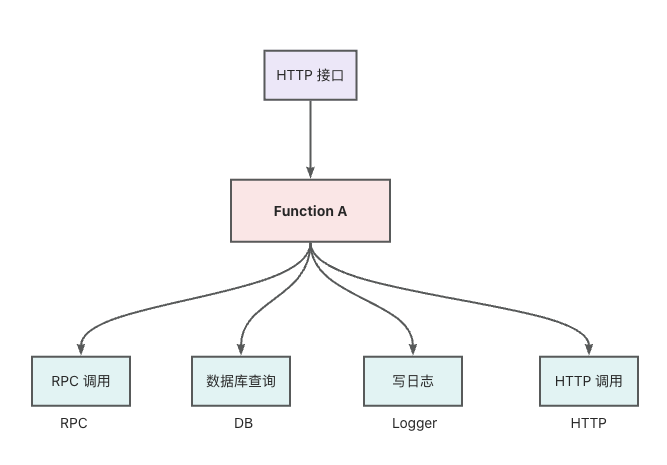 HTTP 接口
Function A
RPC 调用
数据库查询
写日志
HTTP 调用
RPC
DB
Logger
HTTP